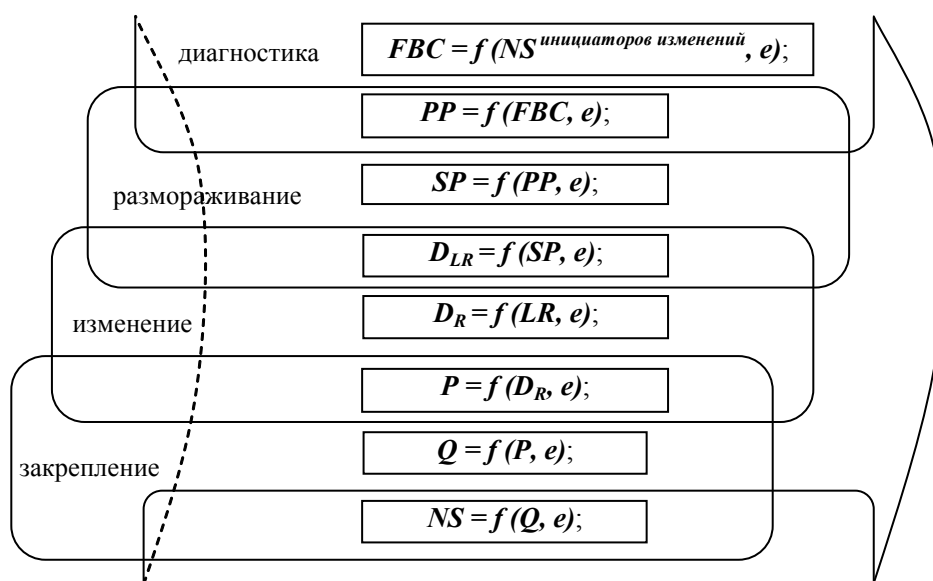 диагностика FBC = f (NS инициаторов изменений, e);
PP = f (FBC, e);
размораживание SP = f (PP, e);
D_LR = f (SP, e);
изменение D_R = f (LR, e);
P = f (D_R, e);
закрепление Q = f (P, e);
NS = f (Q, e);